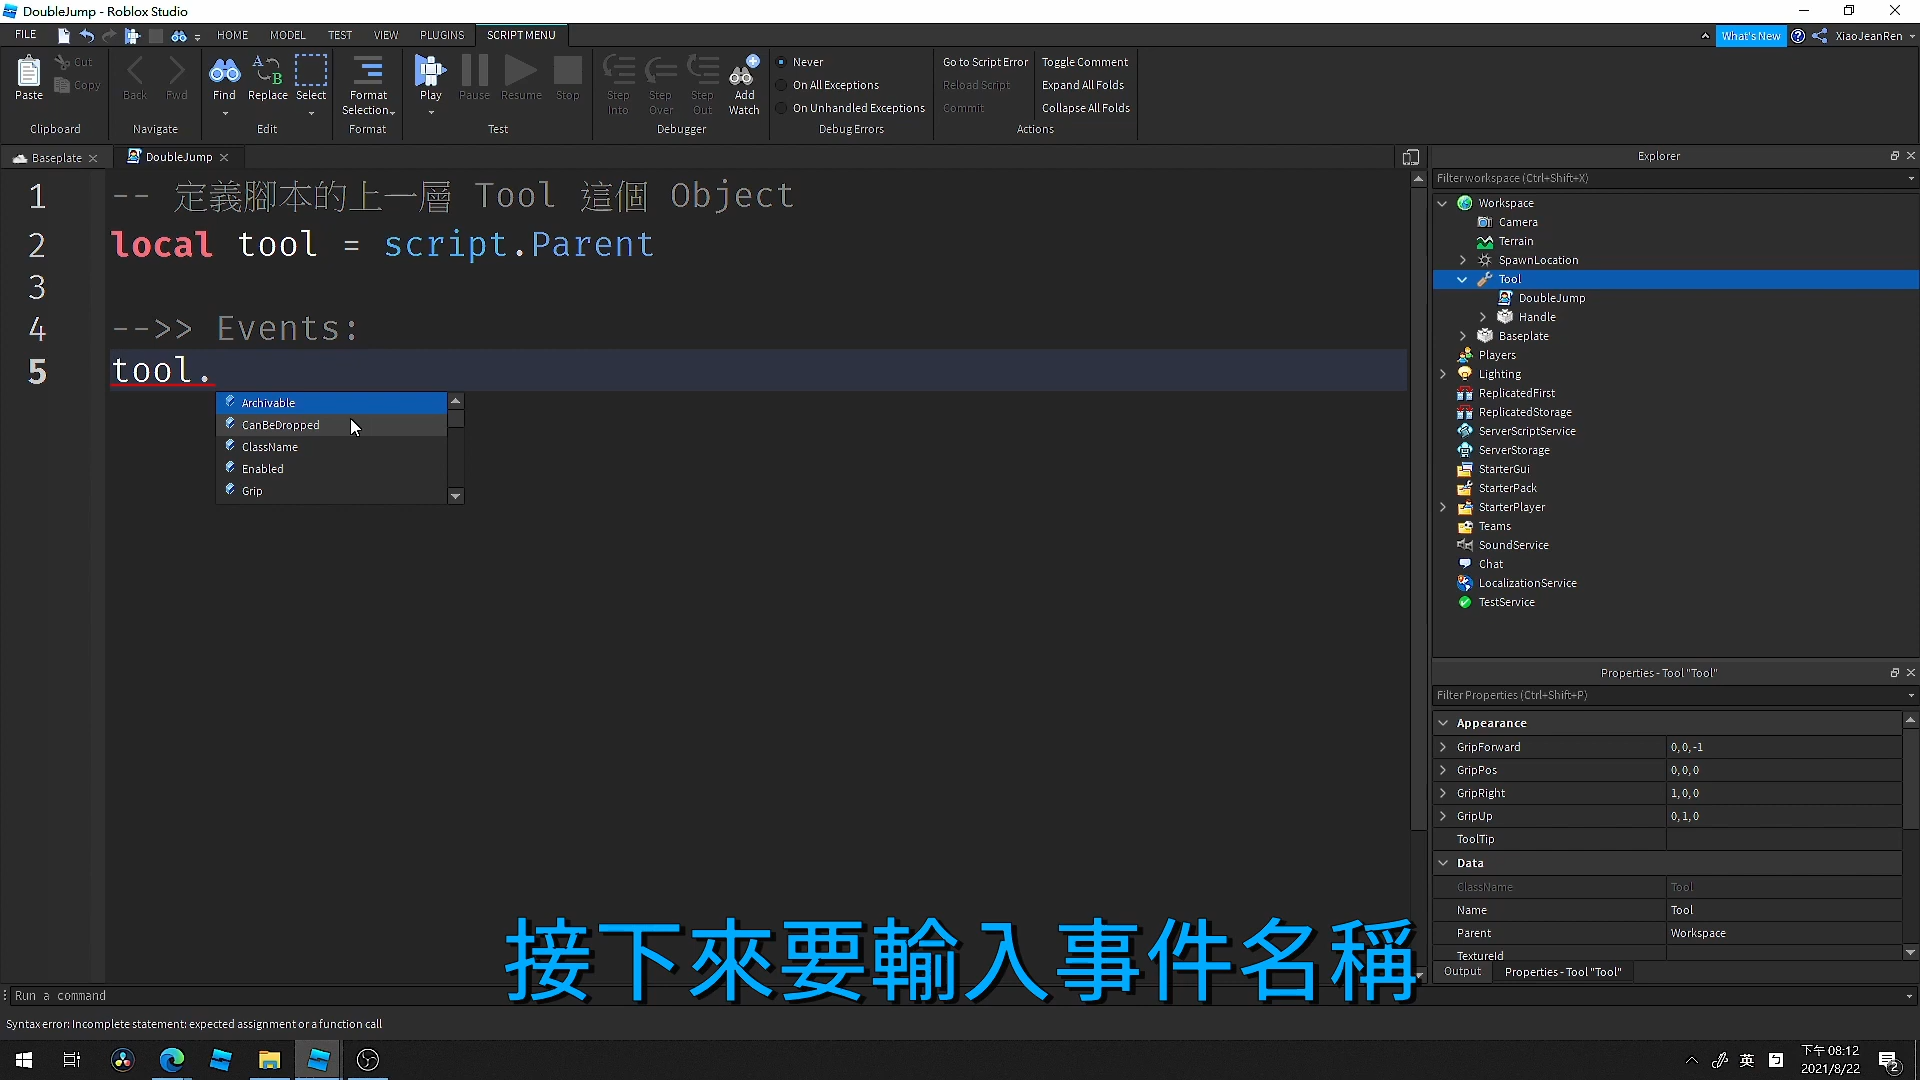 DoubleJump - Roblox Studio
FILE HOME MODEL TEST VIEW PLUGINS SCRIPT MENU What's New XiaoJeanRen
Paste Cut Copy
Back Fwd
Find Replace Select
Format Selection
Play Pause Resume Stop
Step Into Step Over Step Out Add Watch
Never
On All Exceptions
On Unhandled Exceptions
Go to Script Error
Reload Script
Commit
Toggle Comment
Expand All Folds
Collapse All Folds
Clipboard Navigate Edit Format Test Debugger Debug Errors Actions
Baseplate DoubleJump
1 -- 定義腳本的上一層 Tool 這個 Object
2 local tool = script.Parent
3
4 -->> Events:
5 tool.
Archivable
CanBeDropped
ClassName
Enabled
Grip
Explorer
Filter workspace (Ctrl+Shift+X)
Workspace
Camera
Terrain
SpawnLocation
Tool
DoubleJump
Handle
Baseplate
Players
Lighting
ReplicatedFirst
ReplicatedStorage
ServerScriptService
ServerStorage
StarterGui
StarterPack
StarterPlayer
Teams
SoundService
Chat
LocalizationService
TestService
Properties - Tool "Tool"
Filter Properties (Ctrl+Shift+P)
Appearance
GripForward 0,0,-1
GripPos 0,0,0
GripRight 1,0,0
GripUp 0,1,0
ToolTip
Data
ClassName Tool
Name Tool
Parent Workspace
TextureId
Output Properties - Tool "Tool"
接下來要輸入事件名稱
Run a command
Syntax error: Incomplete statement: expected assignment or a function call
英 下午 08:12
2021/8/22
2